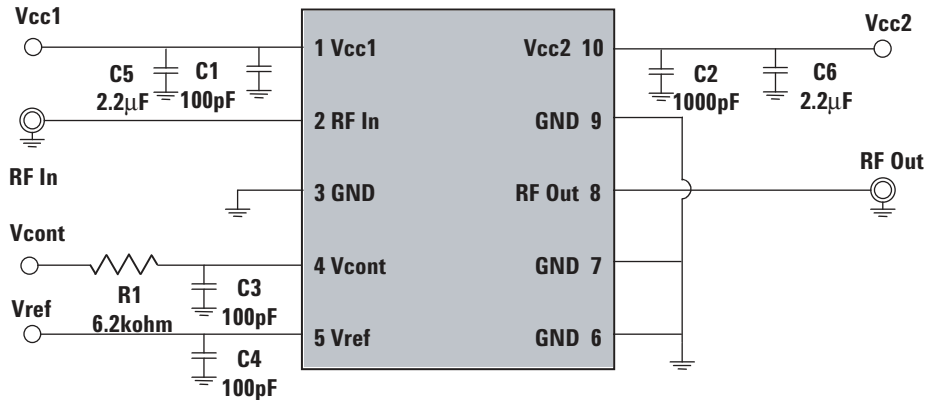 Vcc1
C5
2.2µF
C1
100pF
RF In
Vcont
R1
6.2kohm
C3
100pF
Vref
C4
100pF
1 Vcc1
2 RF In
3 GND
4 Vcont
5 Vref
Vcc2 10
GND 9
RF Out 8
GND 7
GND 6
Vcc2
C2
1000pF
C6
2.2µF
RF Out